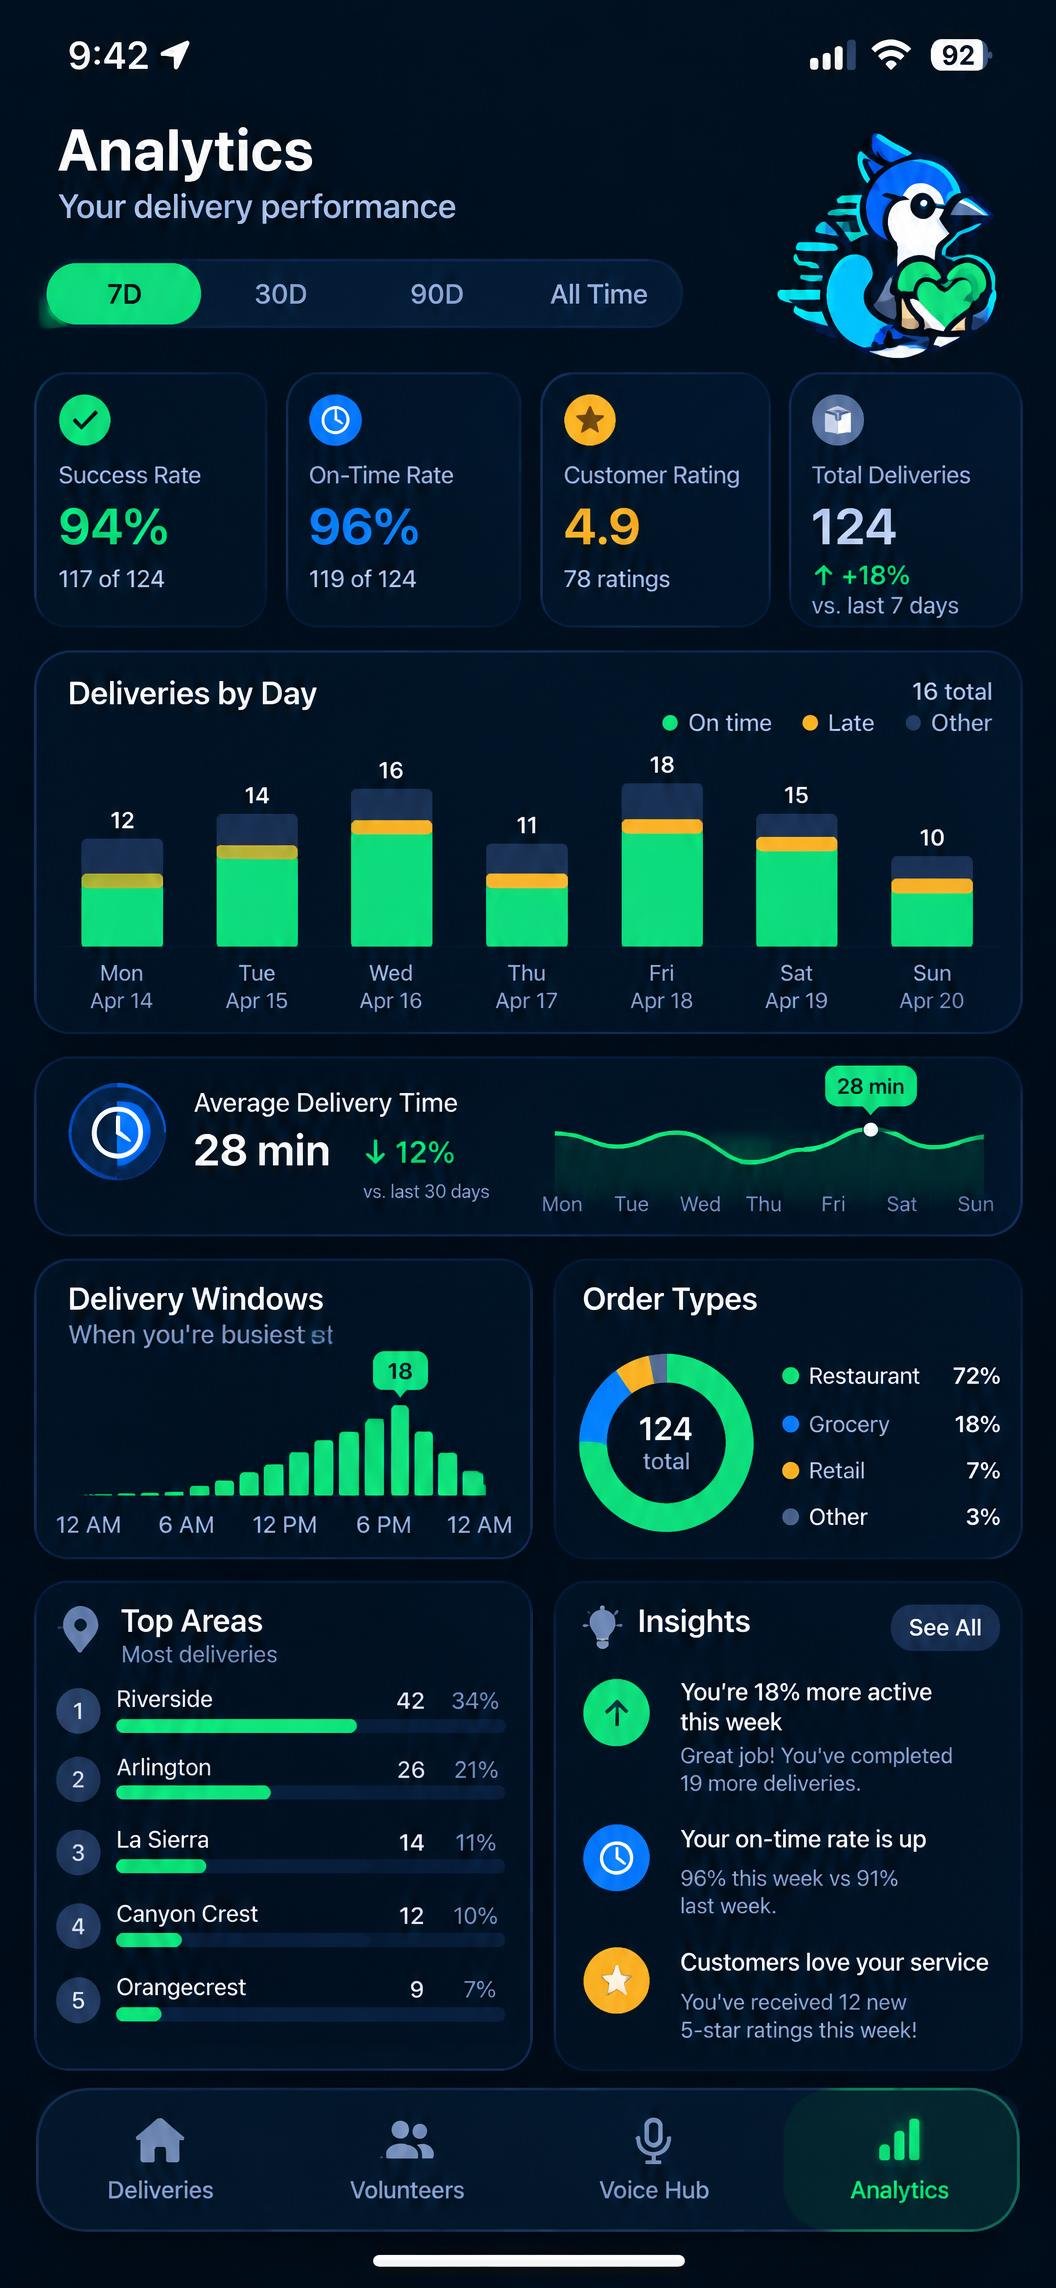 9:42
92
Analytics
Your delivery performance
7D 30D 90D All Time
Success Rate
94%
117 of 124
On-Time Rate
96%
119 of 124
Customer Rating
4.9
78 ratings
Total Deliveries
124
↑ +18%
vs. last 7 days
Deliveries by Day
16 total
On time Late Other
12 14 16 11 18 15 10
Mon Tue Wed Thu Fri Sat Sun
Apr 14 Apr 15 Apr 16 Apr 17 Apr 18 Apr 19 Apr 20
Average Delivery Time
28 min ↓ 12%
vs. last 30 days
28 min
Mon Tue Wed Thu Fri Sat Sun
Delivery Windows
When you're busiest st
18
12 AM 6 AM 12 PM 6 PM 12 AM
Order Types
124
total
Restaurant 72%
Grocery 18%
Retail 7%
Other 3%
Top Areas
Most deliveries
1 Riverside 42 34%
2 Arlington 26 21%
3 La Sierra 14 11%
4 Canyon Crest 12 10%
5 Orangecrest 9 7%
Insights
See All
You're 18% more active
this week
Great job! You've completed
19 more deliveries.
Your on-time rate is up
96% this week vs 91%
last week.
Customers love your service
You've received 12 new
5-star ratings this week!
Deliveries Volunteers Voice Hub Analytics